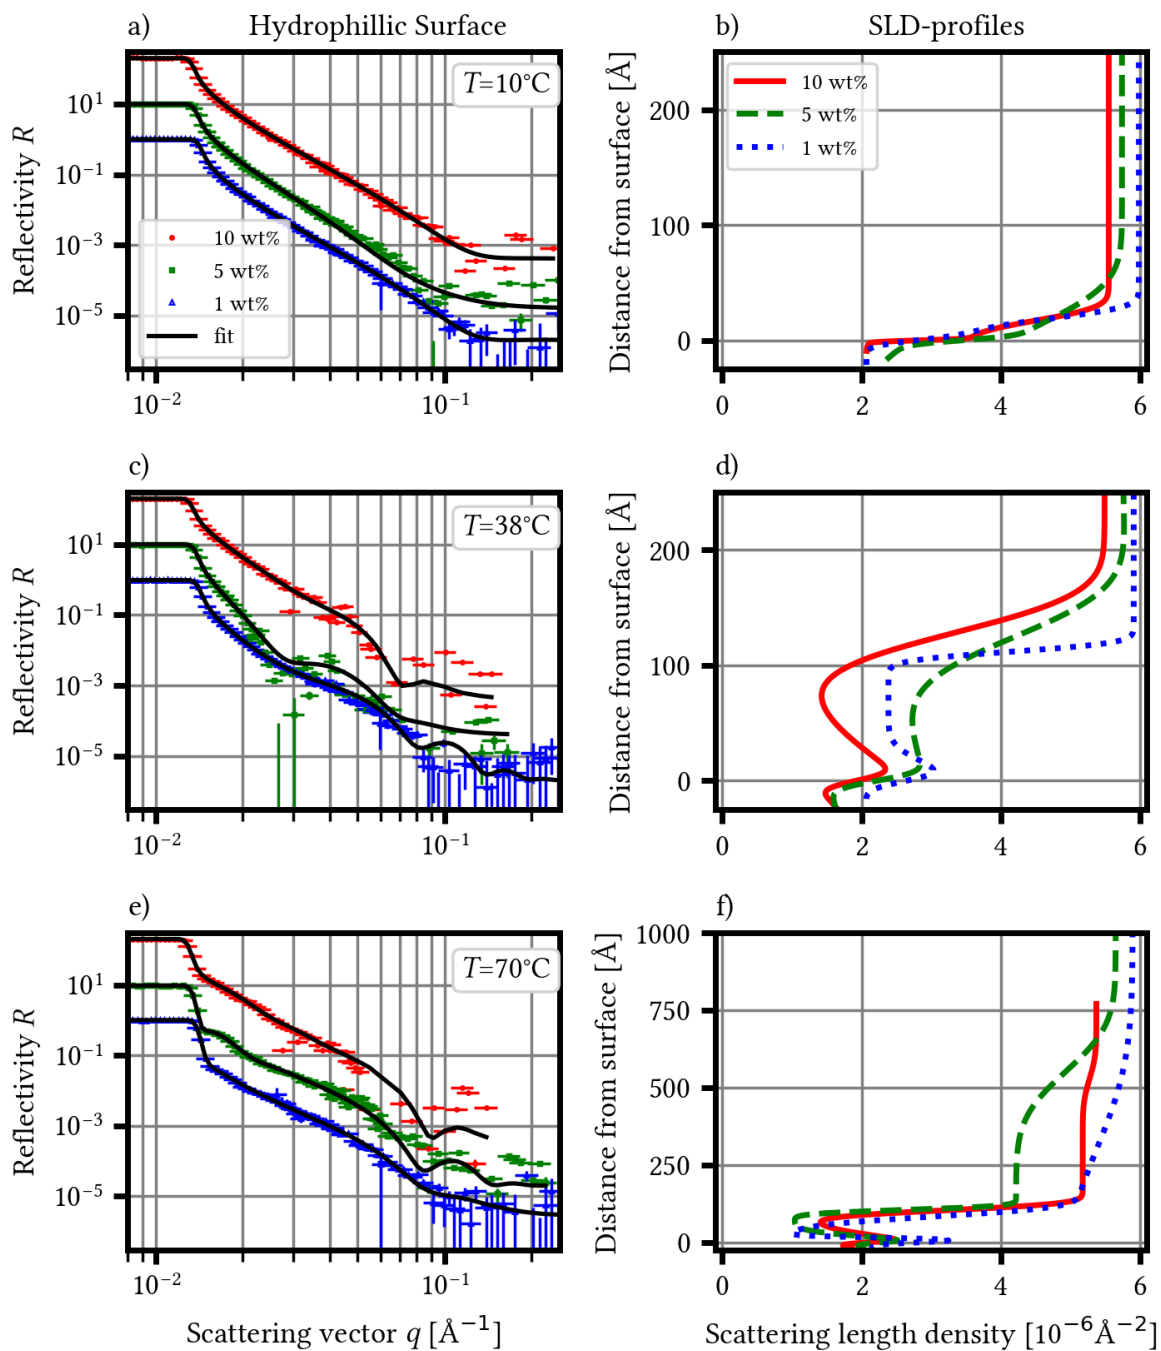 a) Hydrophillic Surface
b) SLD-profiles
Reflectivity R
10¹
10⁻¹
10⁻³
10⁻⁵
T=10°C
10 wt%
5 wt%
1 wt%
fit
10⁻² 10⁻¹
Distance from surface [Å]
200
100
0
10 wt%
5 wt%
1 wt%
0 2 4 6
c)
Reflectivity R
10¹
10⁻¹
10⁻³
10⁻⁵
T=38°C
10⁻² 10⁻¹
d)
Distance from surface [Å]
200
100
0
0 2 4 6
e)
Reflectivity R
10¹
10⁻¹
10⁻³
10⁻⁵
T=70°C
10⁻² 10⁻¹
Scattering vector q [Å⁻¹]
f)
Distance from surface [Å]
1000
750
500
250
0
0 2 4 6
Scattering length density [10⁻⁶Å⁻²]